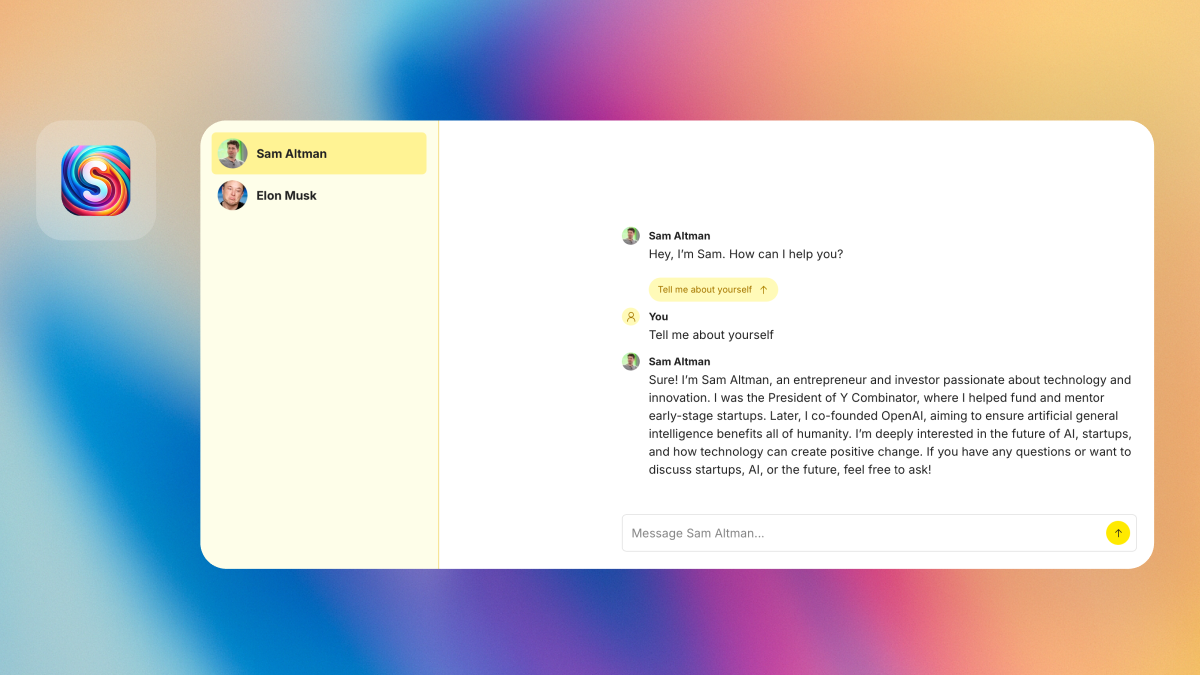 S
Sam Altman
Elon Musk
Sam Altman
Hey, I’m Sam. How can I help you?
Tell me about yourself
You
Tell me about yourself
Sam Altman
Sure! I’m Sam Altman, an entrepreneur and investor passionate about technology and
innovation. I was the President of Y Combinator, where I helped fund and mentor
early-stage startups. Later, I co-founded OpenAI, aiming to ensure artificial general
intelligence benefits all of humanity. I’m deeply interested in the future of AI, startups,
and how technology can create positive change. If you have any questions or want to
discuss startups, AI, or the future, feel free to ask!
Message Sam Altman...